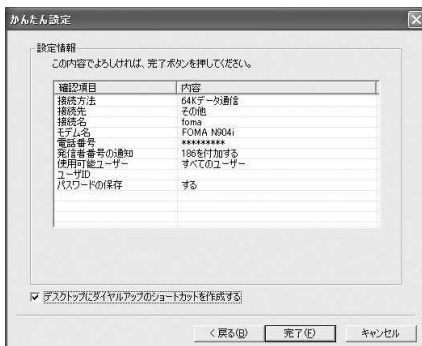 かんたん設定
設定情報
この内容でよろしければ、完了ボタンを押してください。
確認項目 内容
接続方法 64Kデータ通信
接続先 その他
接続名 foma
モデム名 FOMA N904i
電話番号 *********
発信者番号の通知 186を付加する
使用可能ユーザー すべてのユーザー
ユーザID
パスワードの保存 する
デスクトップにダイヤルアップのショートカットを作成する
< 戻る(B) 完了(F) キャンセル